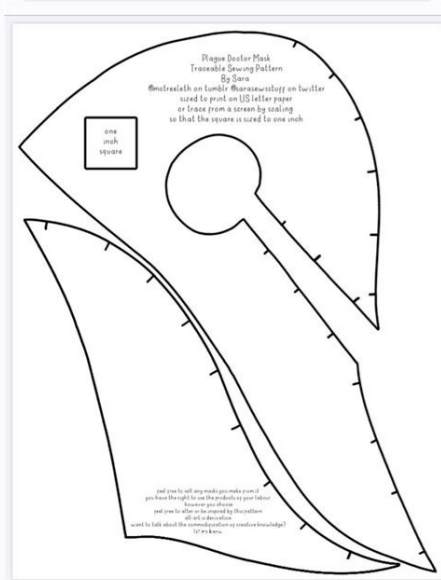 Plague Doctor Mask
Traceable Sewing Pattern
By Sara
@motreeleth on tumblr @sarasewsstuff on twitter
sized to print on US letter paper
or trace from a screen by scaling
so that the square is sized to one inch
one
inch
square
feel free to sell any masks you make from it
you have the right to use the products of your labour
however you choose
feel free to alter or be inspired by this pattern
all art is derivative
want to talk about the commodification of creative knowledge?